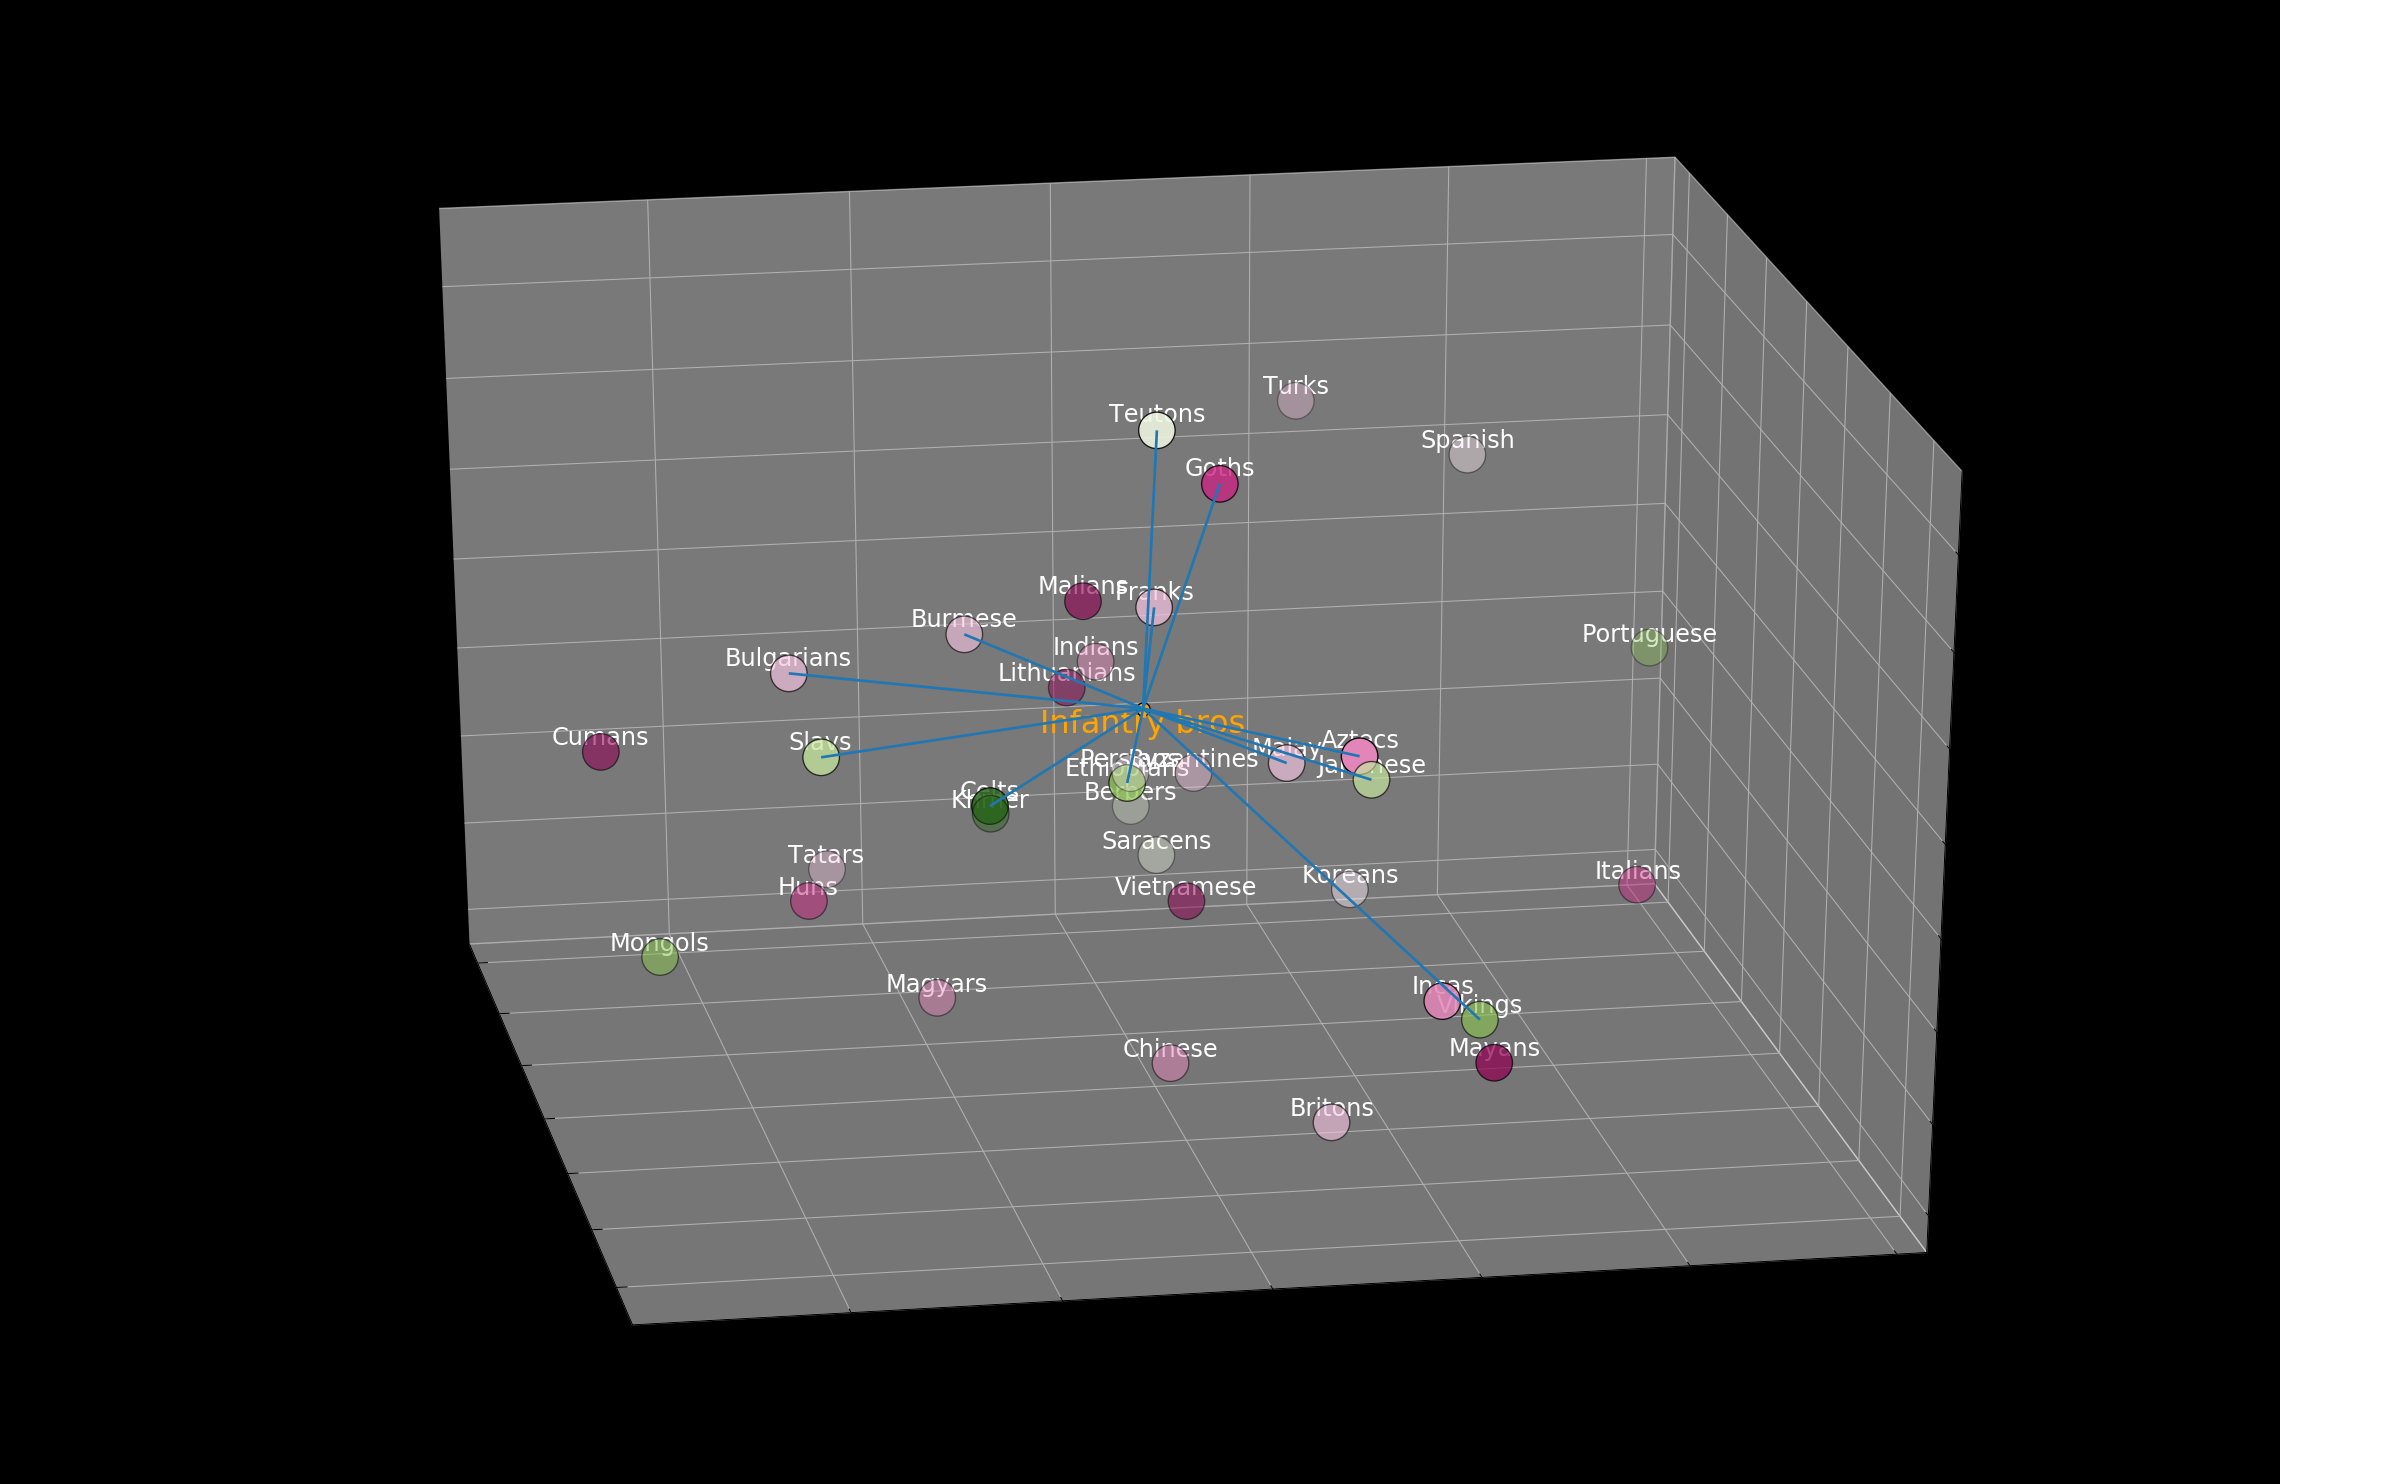 Turks
Teutons
Spanish
Goths
Malians
Franks
Burmese
Portuguese
Indians
Bulgarians
Lithuanians
Infantry bros
Cumans
Slavs
Aztecs
Malay
Persians
Byzantines
Japanese
Ethiopians
Celts
Berbers
Khmer
Saracens
Tatars
Italians
Koreans
Huns
Vietnamese
Mongols
Magyars
Incas
Vikings
Chinese
Mayans
Britons